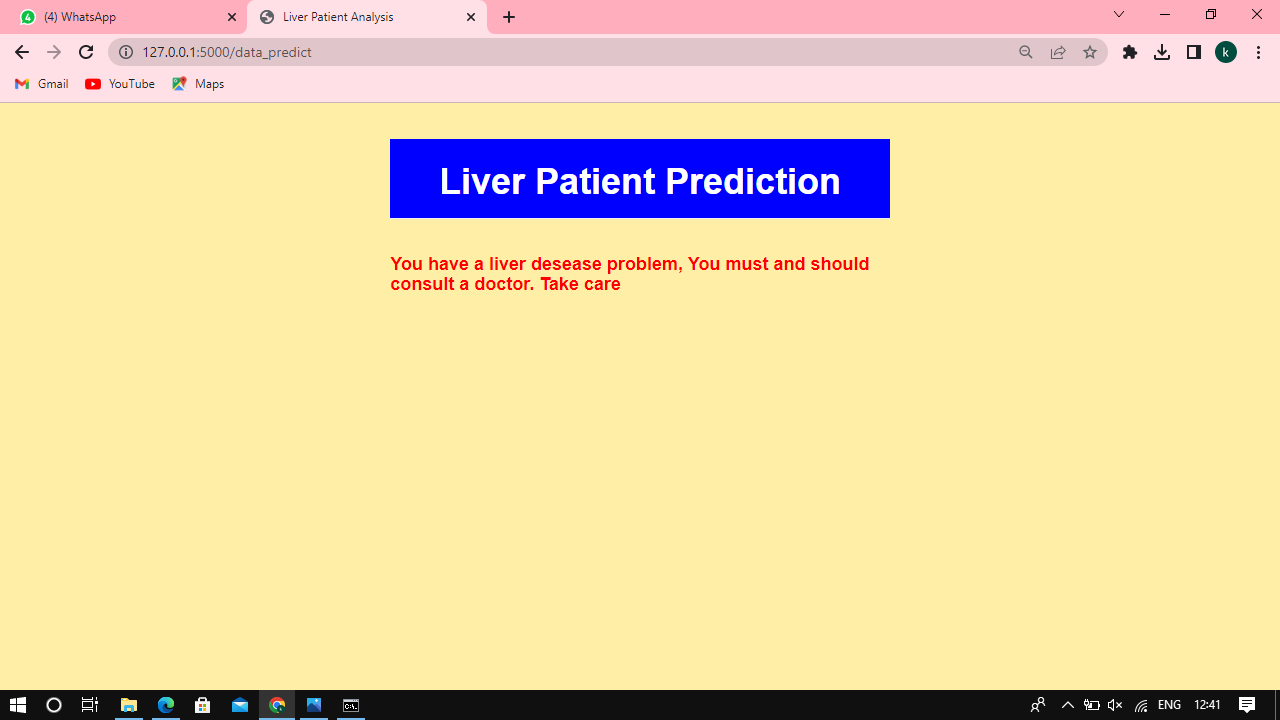 (4) WhatsApp
Liver Patient Analysis
127.0.0.1:5000/data_predict
k
Gmail
YouTube
Maps
Liver Patient Prediction
You have a liver desease problem, You must and should
consult a doctor. Take care
ENG
12:41